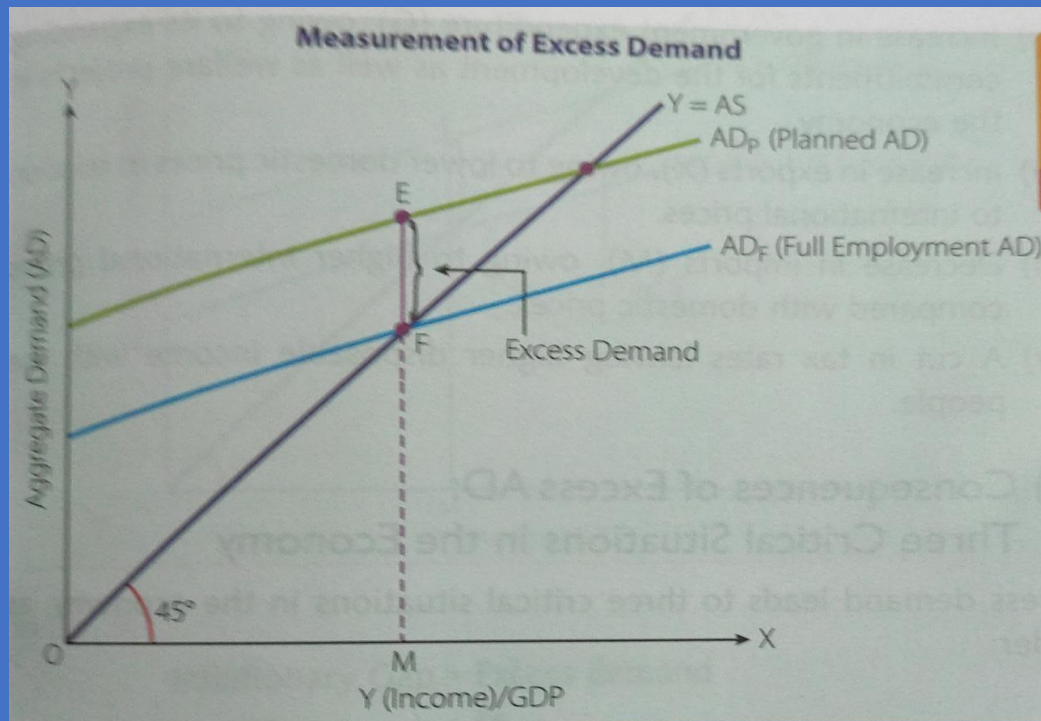 Measurement of Excess Demand
Y
Y = AS
ADP (Planned AD)
E
ADF (Full Employment AD)
F
Excess Demand
Aggregate Demand (AD)
45°
O
X
M
Y (Income)/GDP